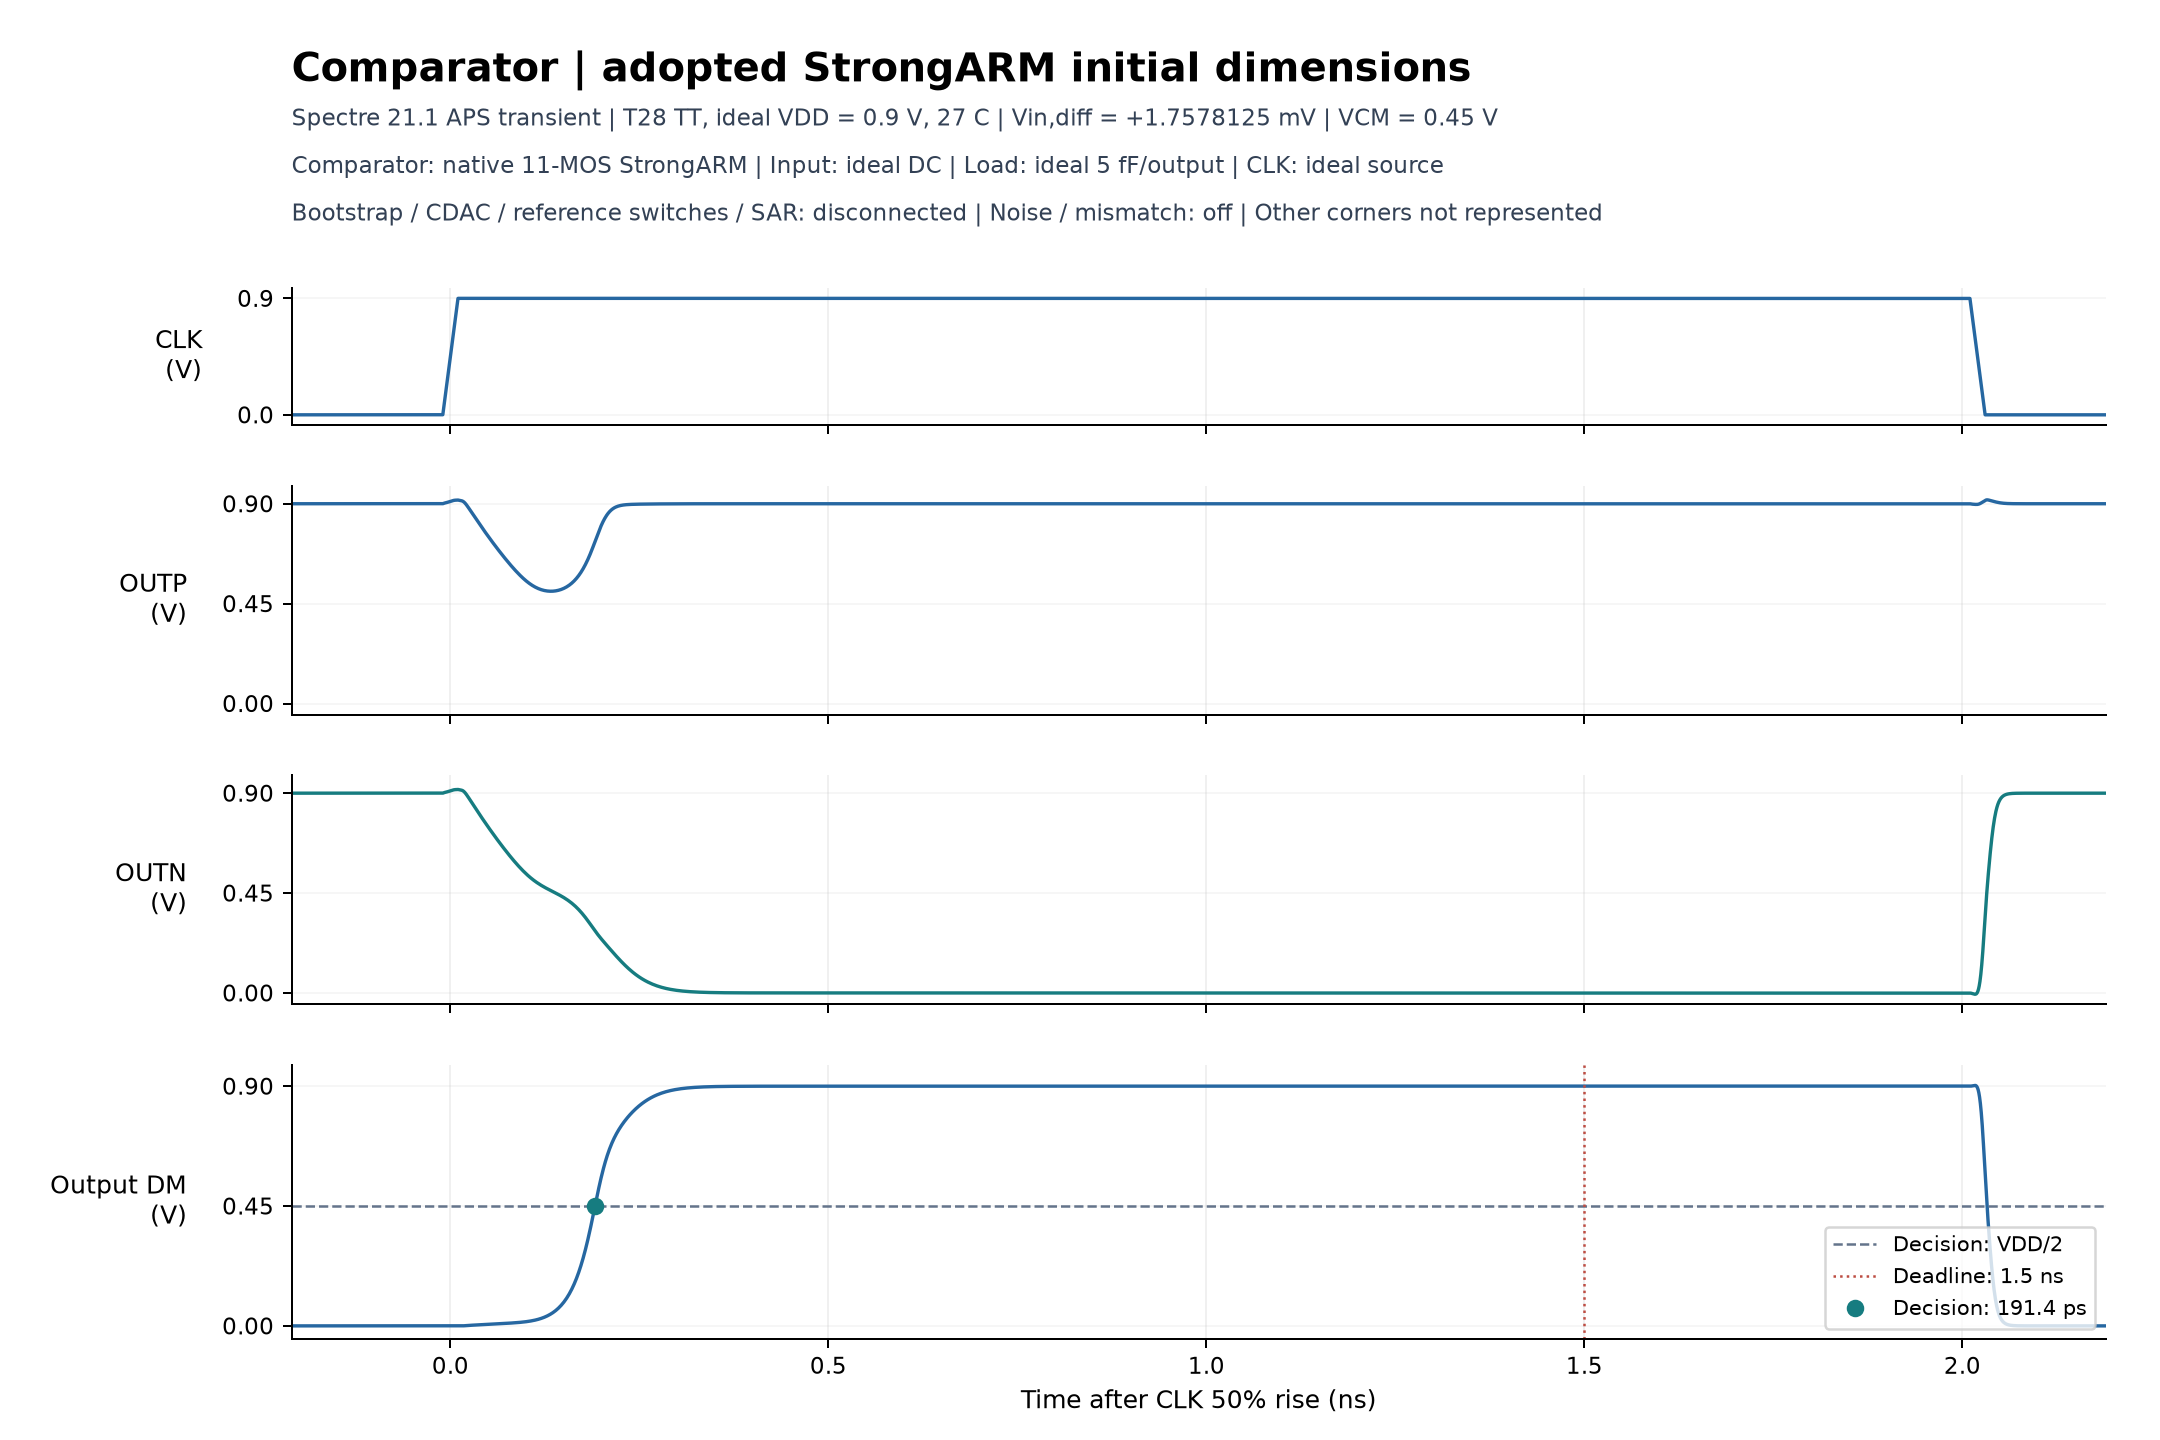 Comparator | adopted StrongARM initial dimensions
Spectre 21.1 APS transient | T28 TT, ideal VDD = 0.9 V, 27 C | Vin,diff = +1.7578125 mV | VCM = 0.45 V
Comparator: native 11-MOS StrongARM | Input: ideal DC | Load: ideal 5 fF/output | CLK: ideal source
Bootstrap / CDAC / reference switches / SAR: disconnected | Noise / mismatch: off | Other corners not represented
CLK
(V)
0.9
0.0
OUTP
(V)
0.90
0.45
0.00
OUTN
(V)
0.90
0.45
0.00
Output DM
(V)
0.90
0.45
0.00
Decision: VDD/2
Deadline: 1.5 ns
Decision: 191.4 ps
0.0 0.5 1.0 1.5 2.0
Time after CLK 50% rise (ns)